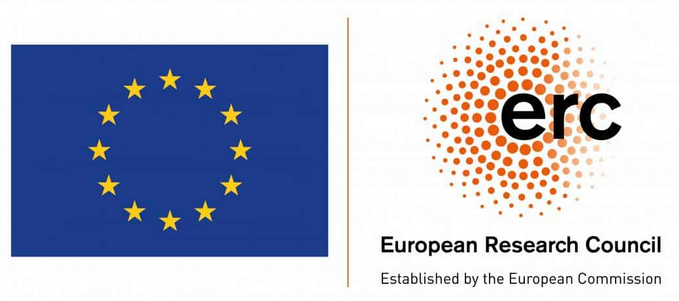 erc
European Research Council
Established by the European Commission